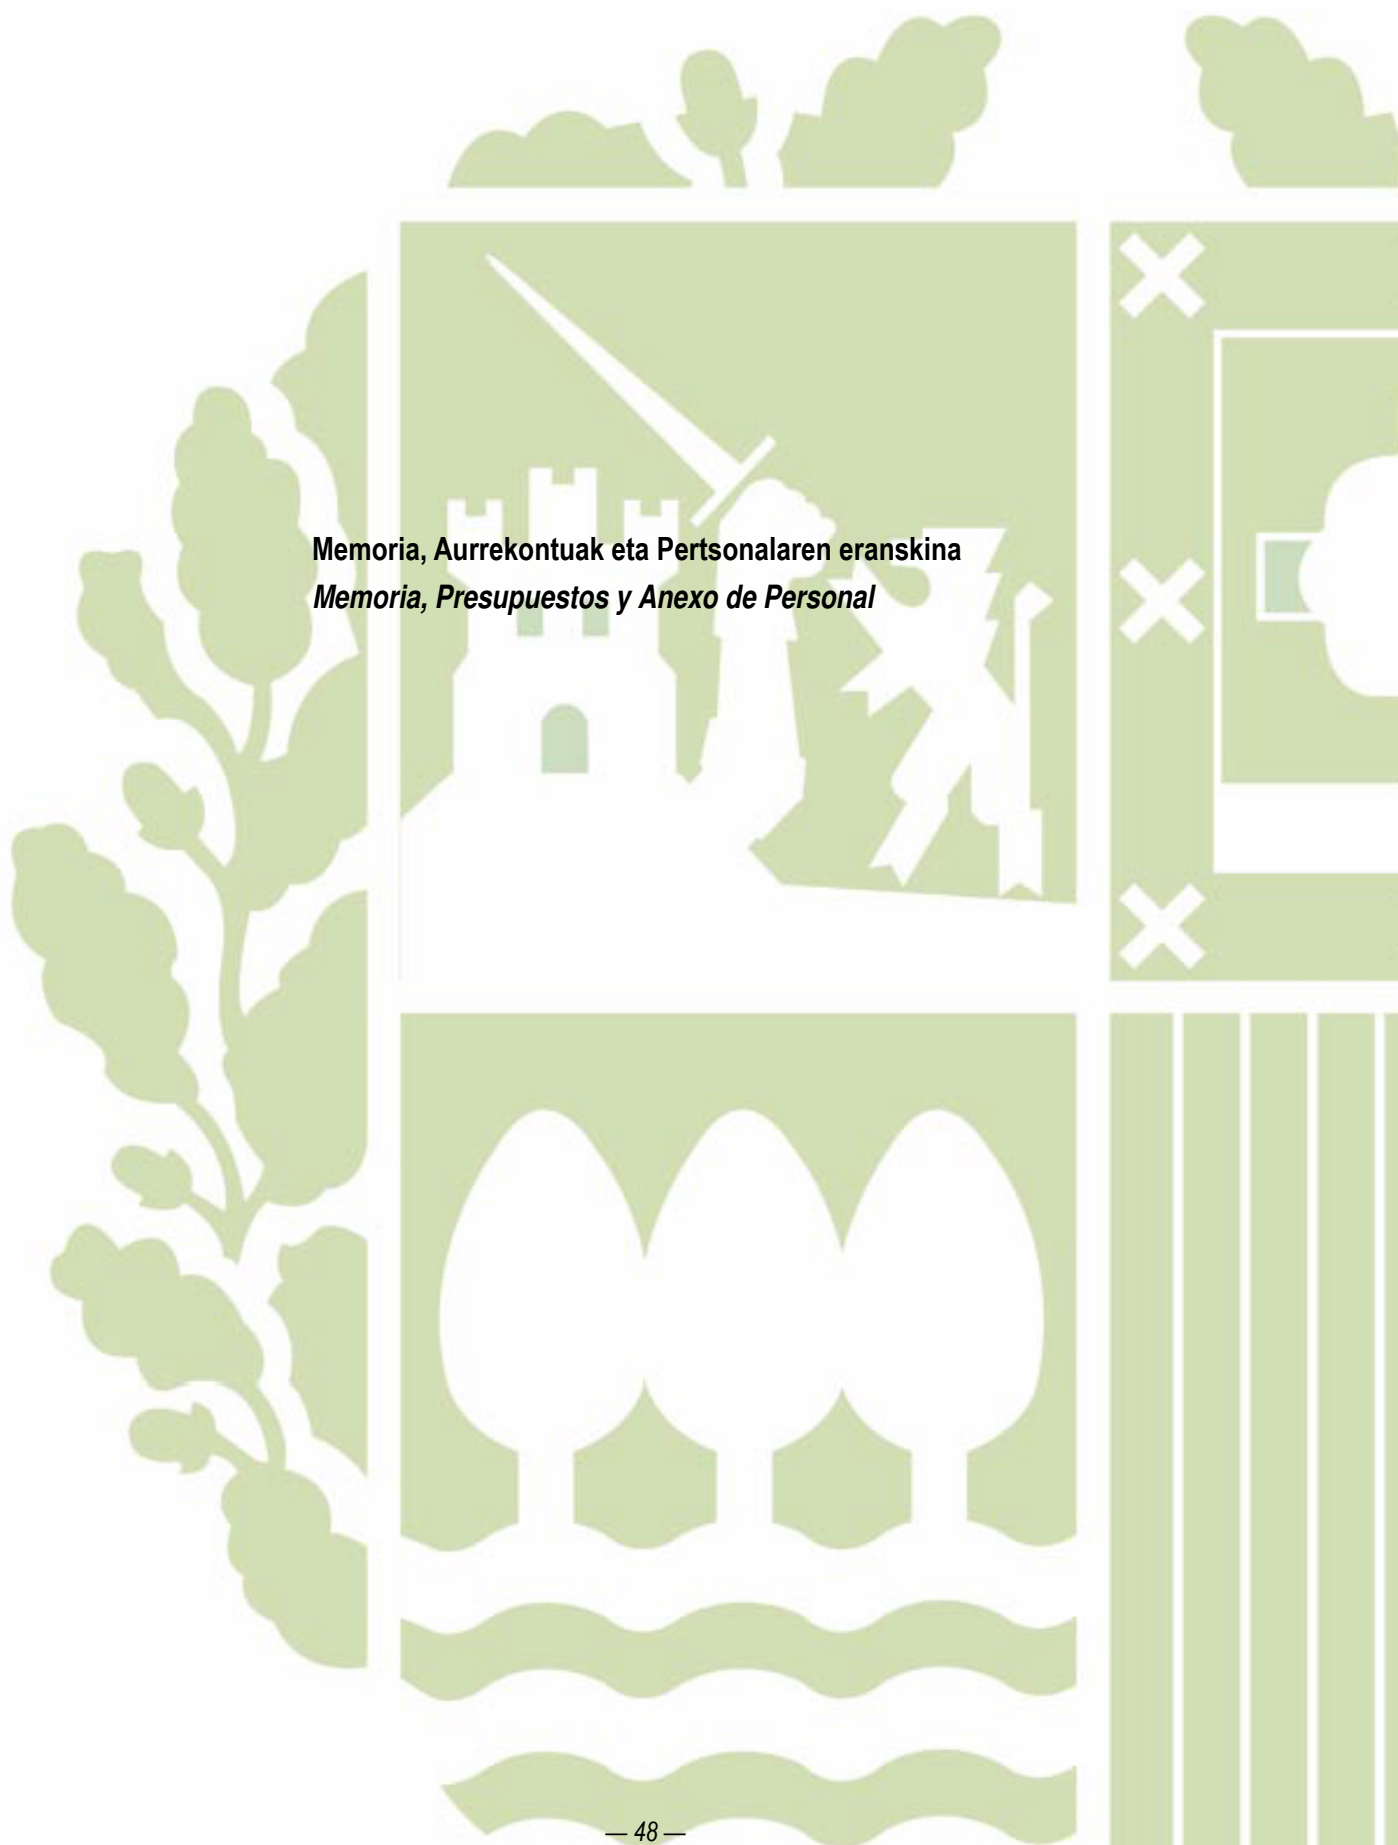 Memoria, Aurrekontuak eta Pertsonalaren eranskina
Memoria, Presupuestos y Anexo de Personal
— 48 —